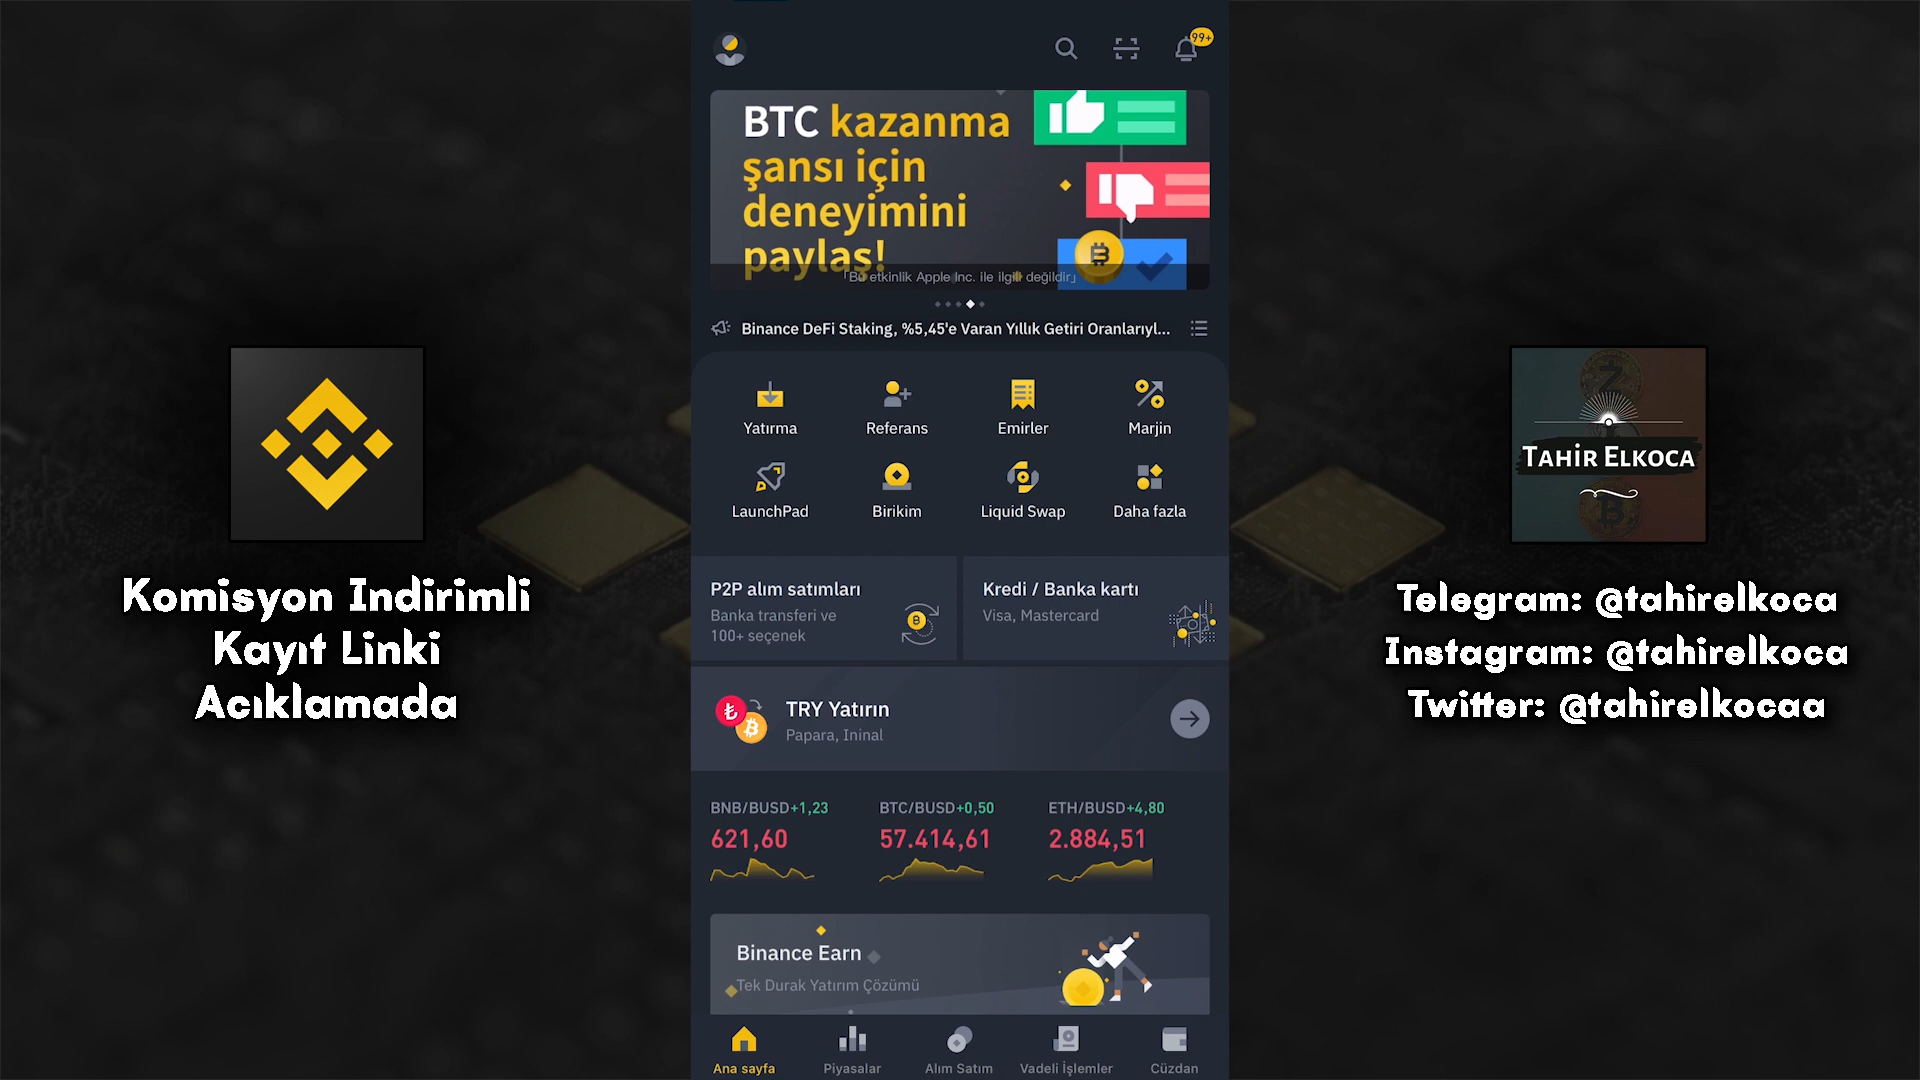 99+
BTC kazanma
şansı için
deneyimini
paylaş!
「Bu etkinlik Apple Inc. ile ilgili değildir」
Binance DeFi Staking, %5,45'e Varan Yıllık Getiri Oranlarıyl...
Yatırma
Referans
Emirler
Marjin
LaunchPad
Birikim
Liquid Swap
Daha fazla
P2P alım satımları
Banka transferi ve
100+ seçenek
Kredi / Banka kartı
Visa, Mastercard
TRY Yatırın
Papara, Ininal
BNB/BUSD+1,23
621,60
BTC/BUSD+0,50
57.414,61
ETH/BUSD+4,80
2.884,51
Binance Earn
Tek Durak Yatırım Çözümü
Ana sayfa
Piyasalar
Alım Satım
Vadeli İşlemler
Cüzdan
Komisyon Indirimli
Kayıt Linki
Acıklamada
TAHİR ELKOCA
Telegram: @tahirelkoca
Instagram: @tahirelkoca
Twitter: @tahirelkocaa